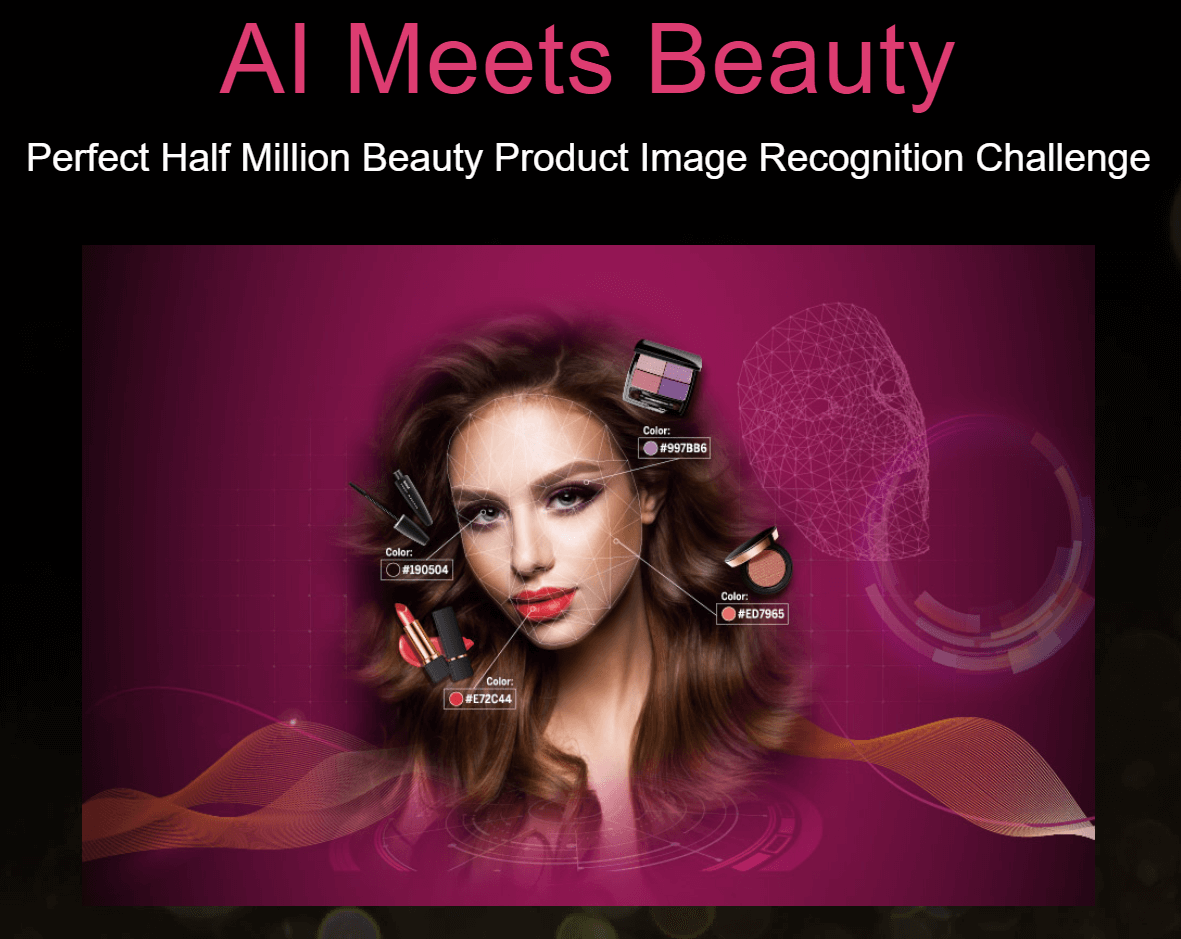 AI Meets Beauty
Perfect Half Million Beauty Product Image Recognition Challenge
Color:
#997BB6
Color:
#190504
Color:
#ED7965
Color:
#E72C44